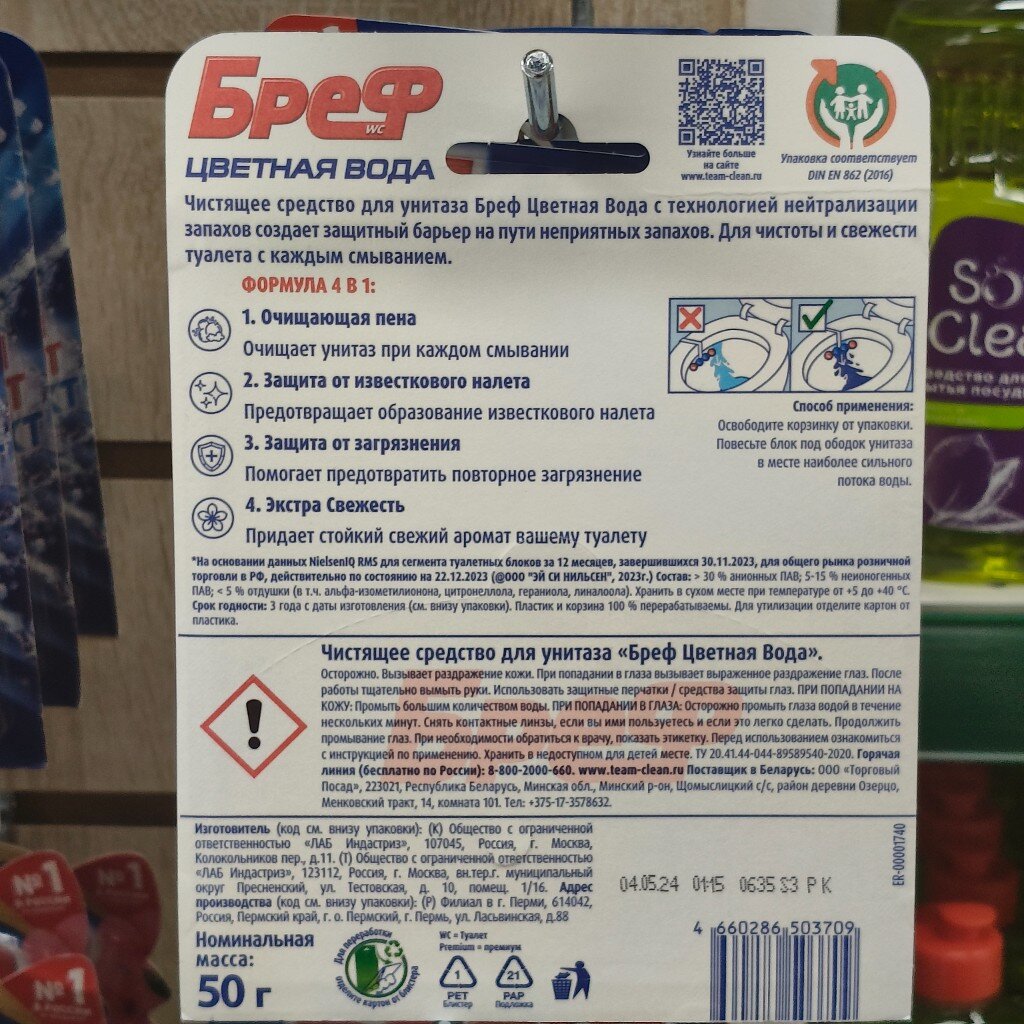 Бреф
WC
ЦВЕТНАЯ ВОДА
Узнайте больше
на сайте
www.team-clean.ru
Упаковка соответствует
DIN EN 862 (2016)
Чистящее средство для унитаза Бреф Цветная Вода с технологией нейтрализации
запахов создает защитный барьер на пути неприятных запахов. Для чистоты и свежести
туалета с каждым смыванием.
ФОРМУЛА 4 В 1:
1. Очищающая пена
Очищает унитаз при каждом смывании
2. Защита от известкового налета
Предотвращает образование известкового налета
3. Защита от загрязнения
Помогает предотвратить повторное загрязнение
4. Экстра Свежесть
Придает стойкий свежий аромат вашему туалету
Способ применения:
Освободите корзинку от упаковки.
Повесьте блок под ободок унитаза
в месте наиболее сильного
потока воды.
*На основании данных NielsenIQ RMS для сегмента туалетных блоков за 12 месяцев, завершившихся 30.11.2023, для общего рынка розничной
торговли в РФ, действительно по состоянию на 22.12.2023 (@ООО "ЭЙ СИ НИЛЬСЕН", 2023г.) Состав: > 30 % анионных ПАВ; 5-15 % неионогенных
ПАВ; < 5 % отдушки (в т.ч. альфа-изометилионона, цитронеллола, гераниола, линалоола). Хранить в сухом месте при температуре от +5 до +40 °C.
Срок годности: 3 года с даты изготовления (см. внизу упаковки). Пластик и корзина 100 % перерабатываемы. Для утилизации отделите картон от
пластика.
Чистящее средство для унитаза «Бреф Цветная Вода».
Осторожно. Вызывает раздражение кожи. При попадании в глаза вызывает выраженное раздражение глаз. После
работы тщательно вымыть руки. Использовать защитные перчатки / средства защиты глаз. ПРИ ПОПАДАНИИ НА
КОЖУ: Промыть большим количеством воды. ПРИ ПОПАДАНИИ В ГЛАЗА: Осторожно промыть глаза водой в течение
нескольких минут. Снять контактные линзы, если вы ими пользуетесь и если это легко сделать. Продолжить
промывание глаз. При необходимости обратиться к врачу, показать этикетку. Перед использованием ознакомиться
с инструкцией по применению. Хранить в недоступном для детей месте. ТУ 20.41.44-044-89589540-2020. Горячая
линия (бесплатно по России): 8-800-2000-660. www.team-clean.ru Поставщик в Беларусь: ООО «Торговый
Посад», 223021, Республика Беларусь, Минская обл., Минский р-он, Щомыслицкий с/с, район деревни Озерцо,
Менковский тракт, 14, комната 101. Тел: +375-17-3578632.
Изготовитель (код см. внизу упаковки): (К) Общество с ограниченной
ответственностью «ЛАБ Индастриз», 107045, Россия, г. Москва,
Колокольников пер., д.11. (Т) Общество с ограниченной ответственностью
«ЛАБ Индастриз», 123112, Россия, г. Москва, вн.тер.г. муниципальный
округ Пресненский, ул. Тестовская, д. 10, помещ. 1/16. Адрес
производства (код см. внизу упаковки): (Р) Филиал в г. Перми, 614042,
Россия, Пермский край, г. о. Пермский, г. Пермь, ул. Ласьвинская, д.88
04.05.24 01:15 0635 S3 P K
ER-00001740
Номинальная
масса:
50 г
Для переработки
отделите картон от блистера
WC = Туалет
Premium = премиум
1
PET
Блистер
21
PAP
Подложка
4 660286 503709
№1
№1